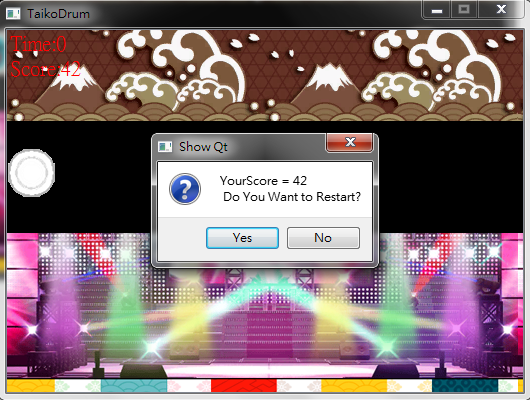 TaikoDrum
Time:0
Score:42
Show Qt
YourScore = 42
Do You Want to Restart?
Yes
No